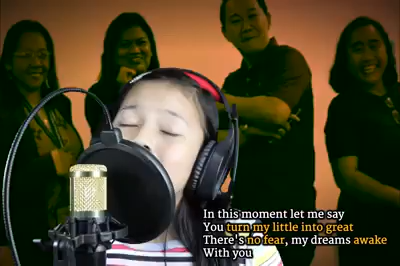 In this moment let me say
You turn my little into great
There's no fear, my dreams awake
With you